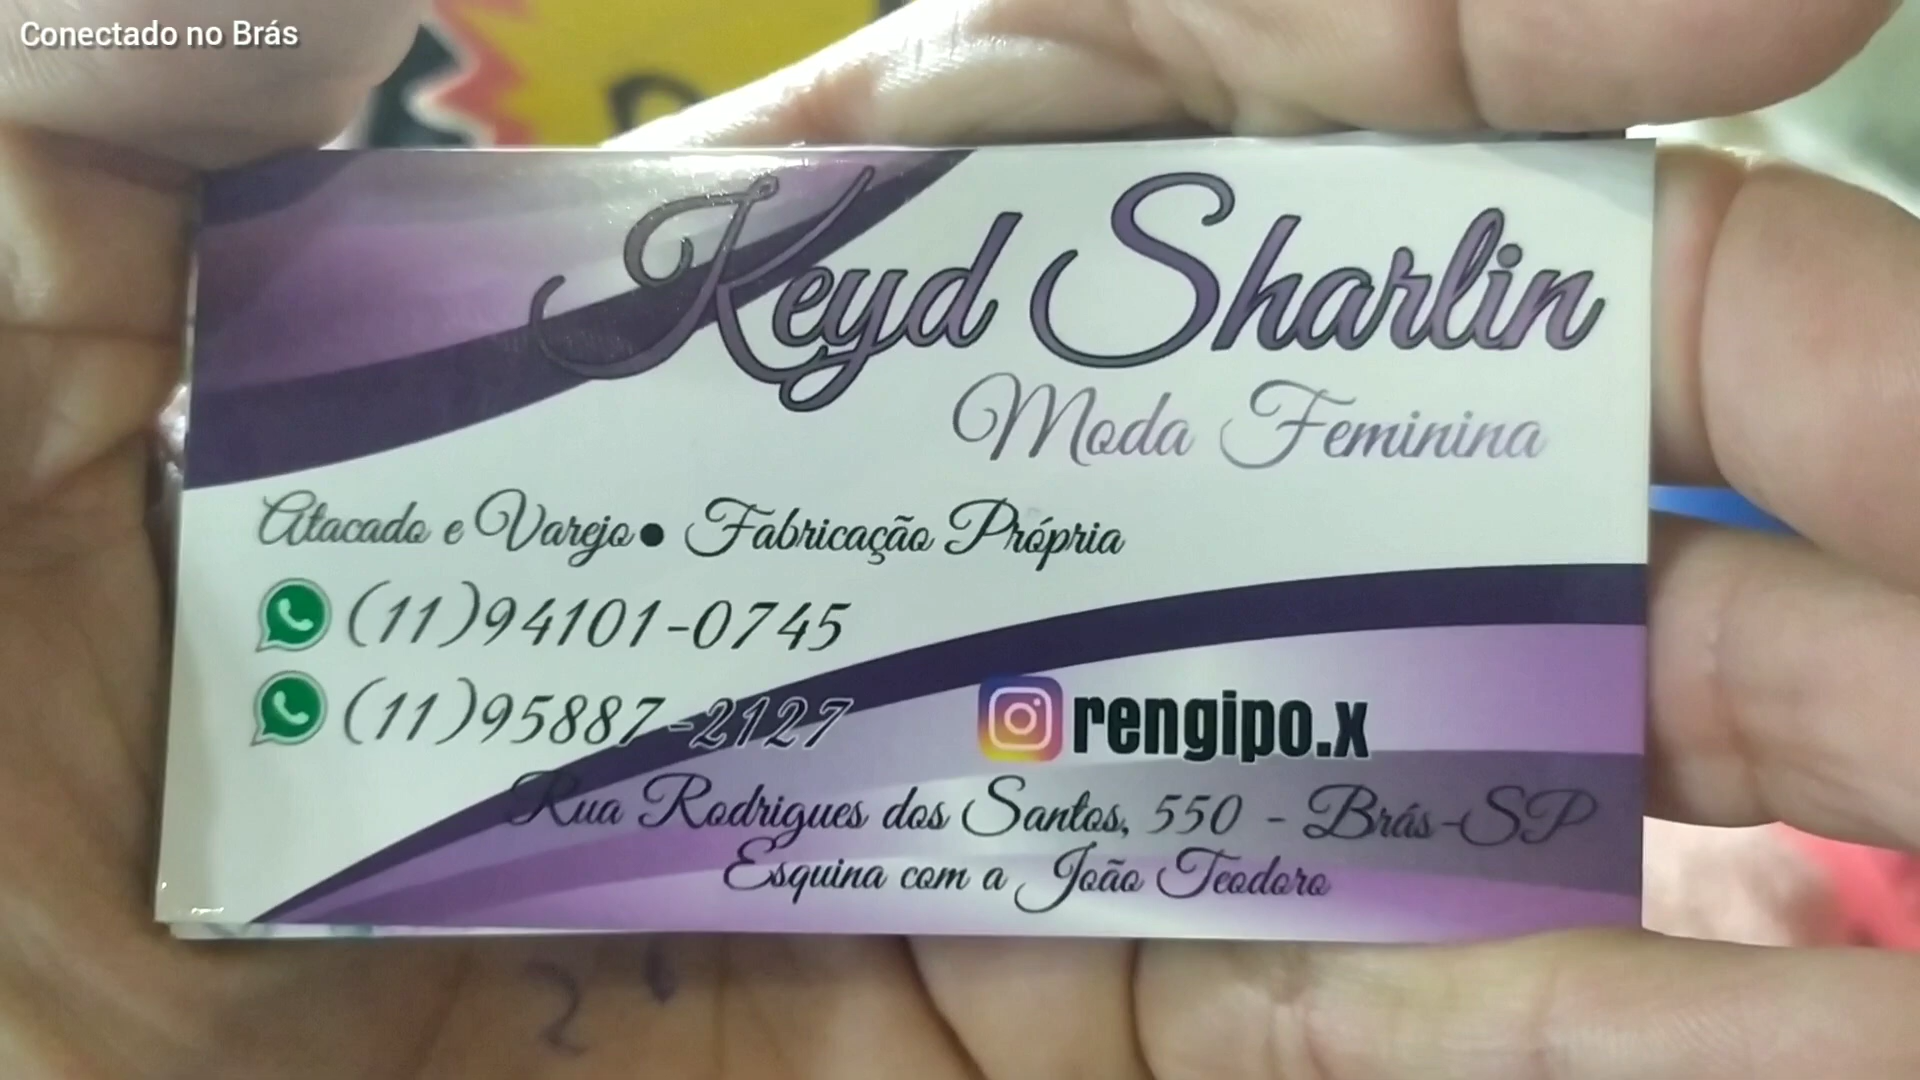 Conectado no Brás
Keyd Sharlin
Moda Feminina
Atacado e Varejo● Fabricação Própria
(11)94101-0745
(11)95887-2127
rengipo.x
Rua Rodrigues dos Santos, 550 - Brás-SP
Esquina com a João Teodoro